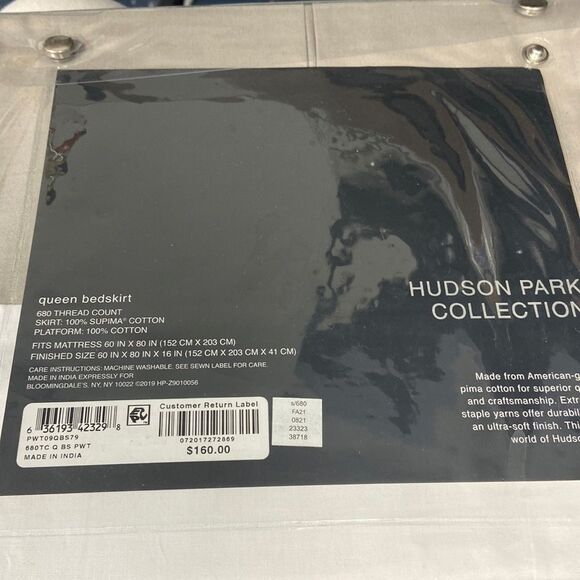 queen bedskirt
680 THREAD COUNT
SKIRT: 100% SUPIMA® COTTON
PLATFORM: 100% COTTON
FITS MATTRESS 60 IN X 80 IN (152 CM X 203 CM)
FINISHED SIZE 60 IN X 80 IN X 16 IN (152 CM X 203 CM X 41 CM)
CARE INSTRUCTIONS: MACHINE WASHABLE. SEE SEWN LABEL FOR CARE.
MADE IN INDIA EXPRESSLY FOR
BLOOMINGDALE'S, NY, NY 10022 ©2019 HP-Z9010056
HUDSON PARK
COLLECTION
Made from American-g
pima cotton for superior
and craftsmanship. Extr
staple yarns offer durabi
an ultra-soft finish. Thi
world of Hudso
6 36193 42329 8
PWT09QBS79
680TC Q BS PWT
MADE IN INDIA
Customer Return Label
072017272869
$160.00
s/680
FA21
0821
23323
38718